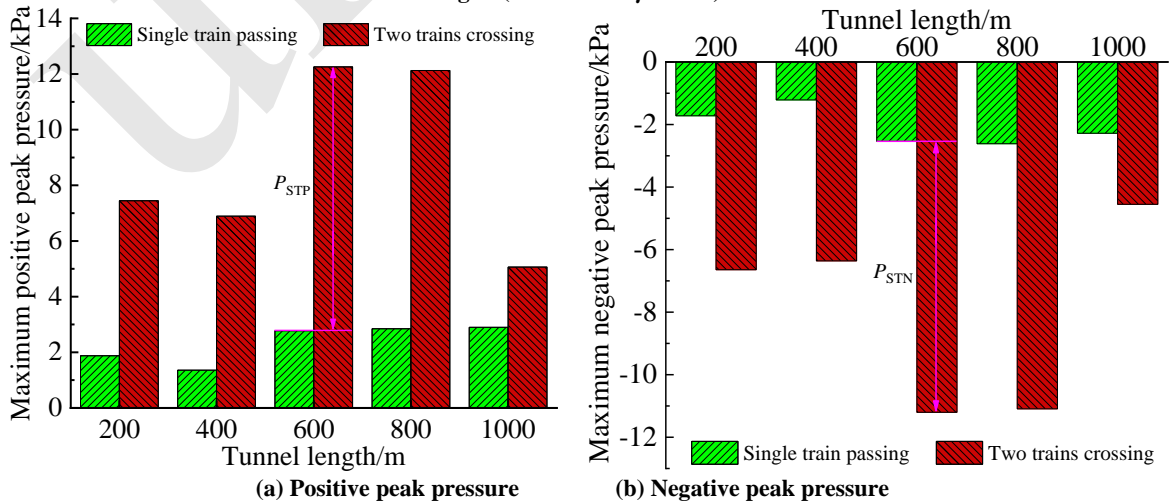 Maximum positive peak pressure/kPa
14
12
10
8
6
4
2
0
Single train passing
Two trains crossing
P_STP
200 400 600 800 1000
Tunnel length/m
(a) Positive peak pressure
Tunnel length/m
200 400 600 800 1000
Maximum negative peak pressure/kPa
0
-2
-4
-6
-8
-10
-12
P_STN
Single train passing
Two trains crossing
(b) Negative peak pressure